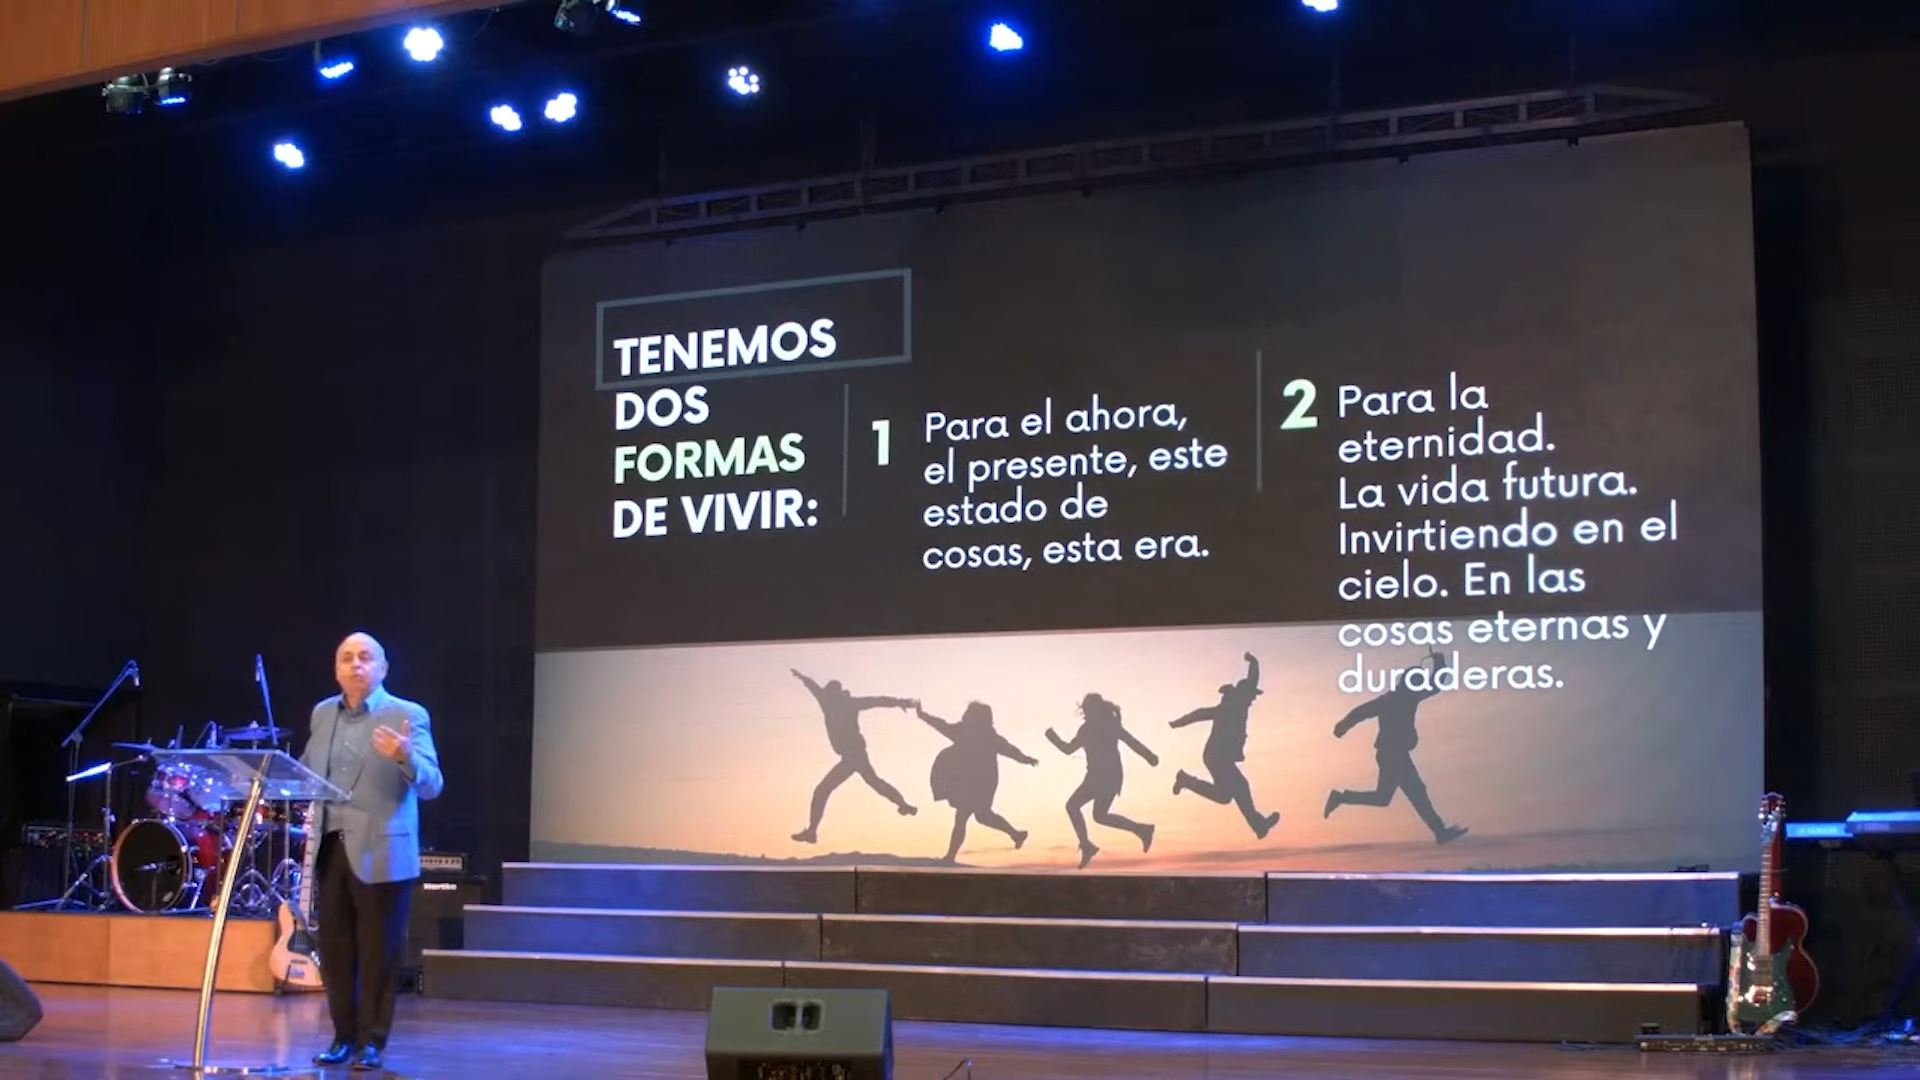 TENEMOS
DOS
FORMAS
DE VIVIR:
1
Para el ahora,
el presente, este
estado de
cosas, esta era.
2
Para la
eternidad.
La vida futura.
Invirtiendo en el
cielo. En las
cosas eternas y
duraderas.
Hartke